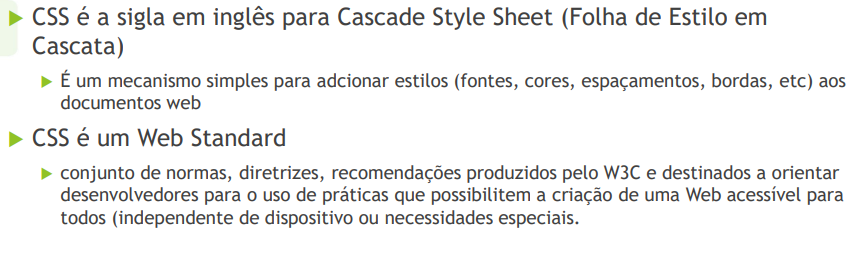 CSS é a sigla em inglês para Cascade Style Sheet (Folha de Estilo em
Cascata)
É um mecanismo simples para adcionar estilos (fontes, cores, espaçamentos, bordas, etc) aos
documentos web
CSS é um Web Standard
conjunto de normas, diretrizes, recomendações produzidos pelo W3C e destinados a orientar
desenvolvedores para o uso de práticas que possibilitem a criação de uma Web acessível para
todos (independente de dispositivo ou necessidades especiais.